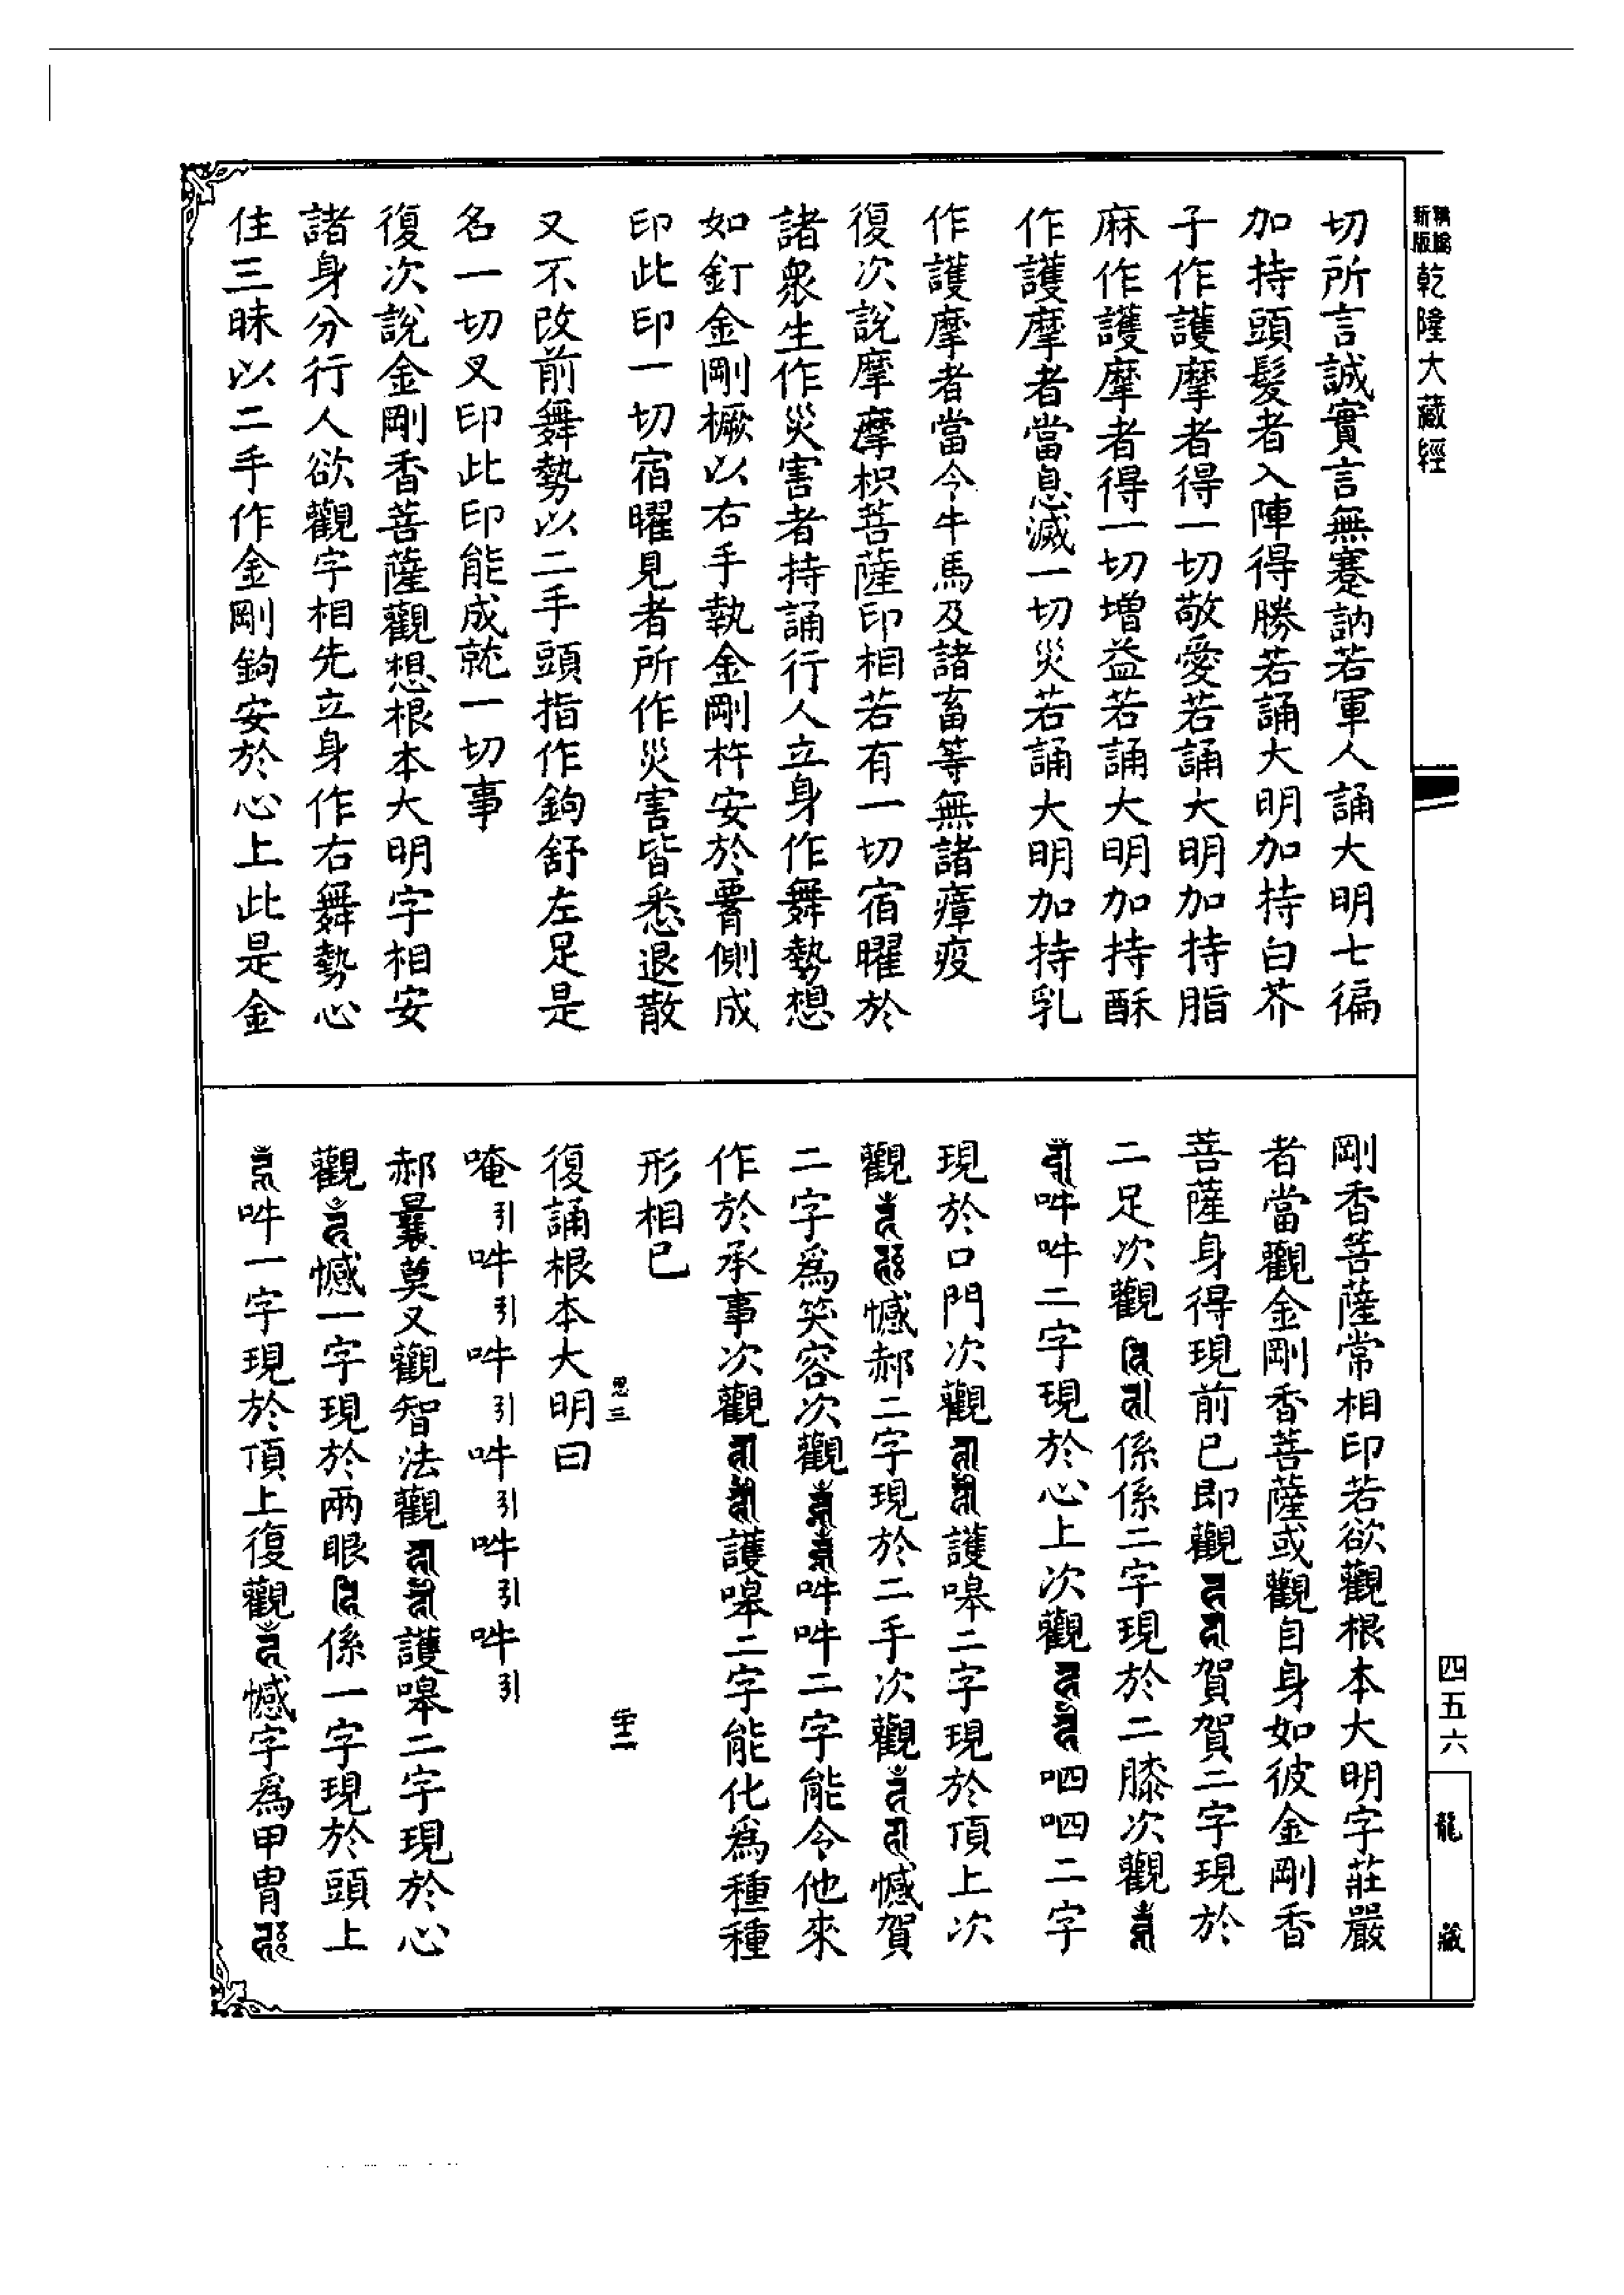 精繪新版
乾隆大藏經
切所言誠實言無蹇訥若軍人誦大明七徧
加持頭髮者入陣得勝若誦大明加持白芥
子作護摩者得一切敬愛若誦大明加持脂
麻作護摩者得一切增益若誦大明加持酥
作護摩者當息滅一切災若誦大明加持乳
作護摩者當今牛馬及諸畜等無諸瘴疫
復次說摩摩枳菩薩印相若有一切宿曜於
諸衆生作災害者持誦行人立身作舞勢想
如釘金剛橛以右手執金剛杵安於𦝫側成
印此印一切宿曜見者所作災害皆悉退散
又不改前舞勢以二手頭指作鉤舒左足是
名一切叉印此印能成就一切事
復次說金剛香菩薩觀想根本大明字相安
諸身分行人欲觀字相先立身作右舞勢心
住三昧以二手作金剛鉤安於心上此是金
四五六
龍藏
剛香菩薩常相印若欲觀根本大明字莊嚴
者當觀金剛香菩薩或觀自身如彼金剛香
菩薩身得現前已即觀賀賀二字現於
二足次觀係係二字現於二膝次觀
吽吽二字現於心上次觀呬呬二字
現於口門次觀護嘷二字現於頂上次
觀憾郝二字現於二手次觀憾賀
二字爲笑容次觀吽吽二字能令他來
作於承事次觀護嘷二字能化爲種種
形相已
思三
復誦根本大明曰
唵引吽引吽引吽引吽引吽引
郝曩莫又觀智法觀護嘷二字現於心
觀憾一字現於兩眼係一字現於頭上
吽一字現於頂上復觀憾字爲甲冑